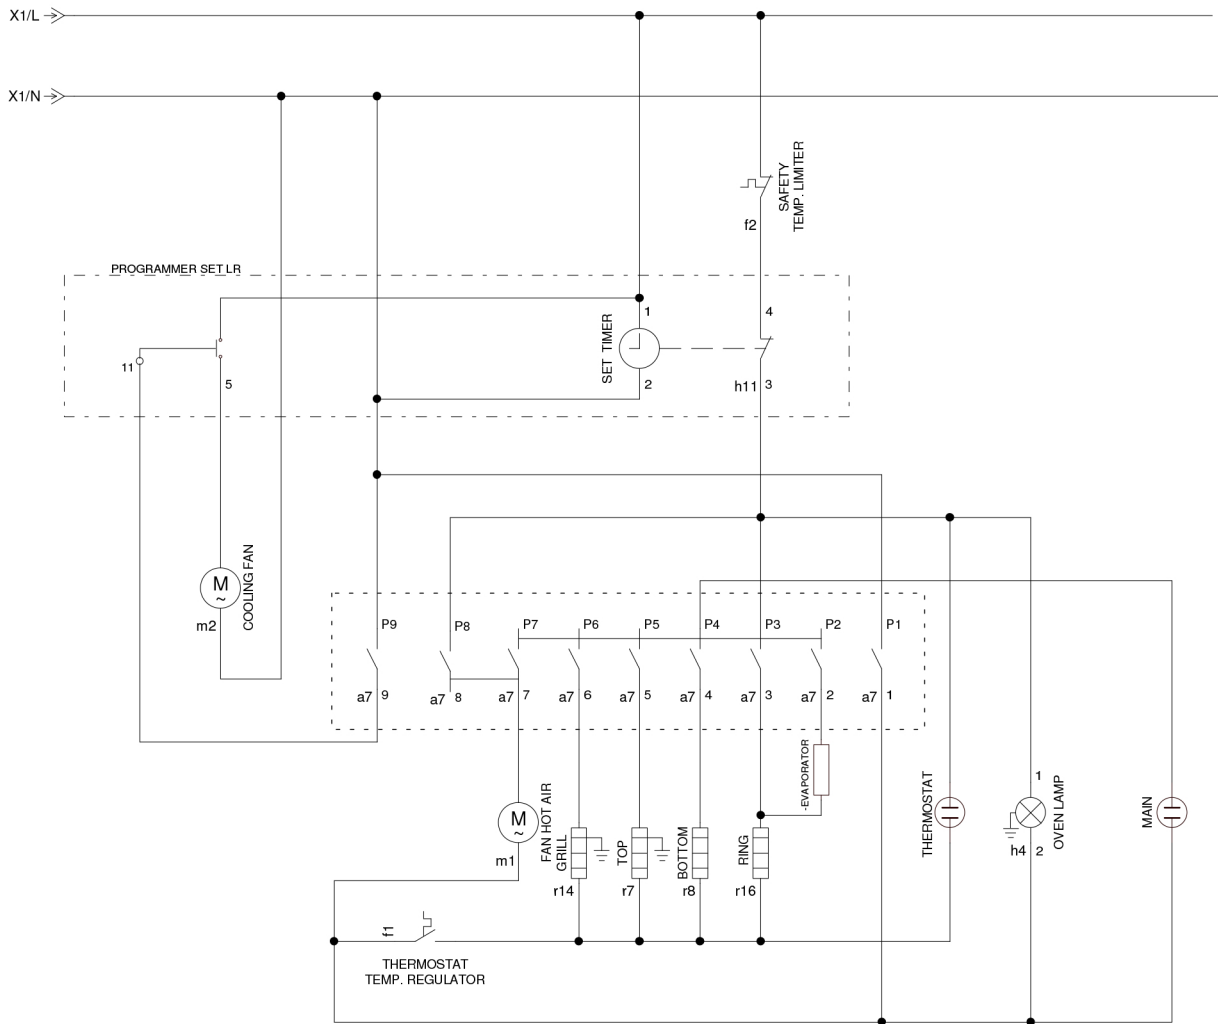 X1/L
X1/N
SAFETY
TEMP. LIMITER
f2
PROGRAMMER SET LR
1
4
SET TIMER
11
5
2
h11
3
COOLING FAN
M
~
m2
P9
P8
P7
P6
P5
P4
P3
P2
P1
a7 9
a7 8
a7 7
a7 6
a7 5
a7 4
a7 3
a7 2
a7 1
-EVAPORATOR
M
~
m1
FAN HOT AIR
GRILL
r14
TOP
r7
BOTTOM
r8
RING
r16
THERMOSTAT
1
OVEN LAMP
h4 2
MAIN
f1
THERMOSTAT
TEMP. REGULATOR